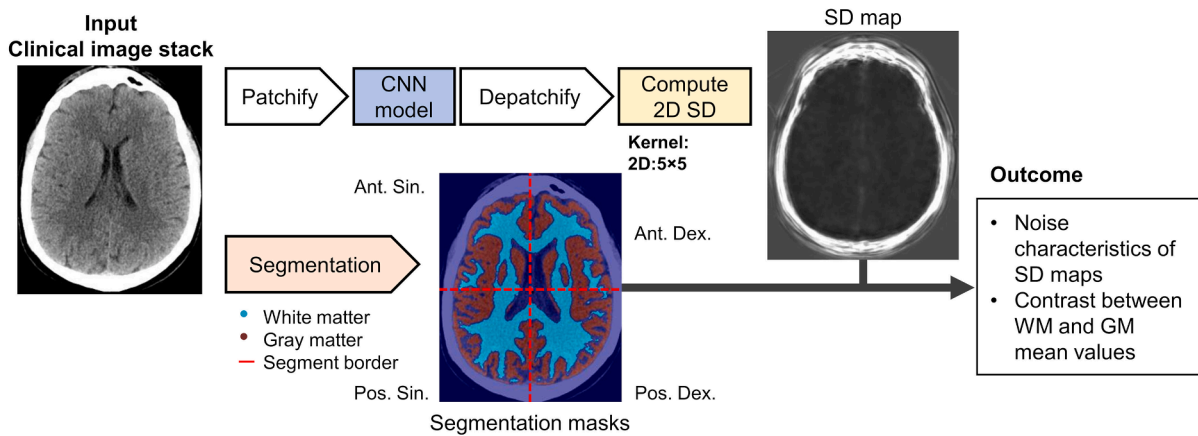 Input
Clinical image stack
Patchify
CNN
model
Depatchify
Compute
2D SD
Kernel:
2D:5×5
SD map
Ant. Sin.
Ant. Dex.
Segmentation
• White matter
• Gray matter
— Segment border
Pos. Sin.
Pos. Dex.
Segmentation masks
Outcome
• Noise
characteristics of
SD maps
• Contrast between
WM and GM
mean values